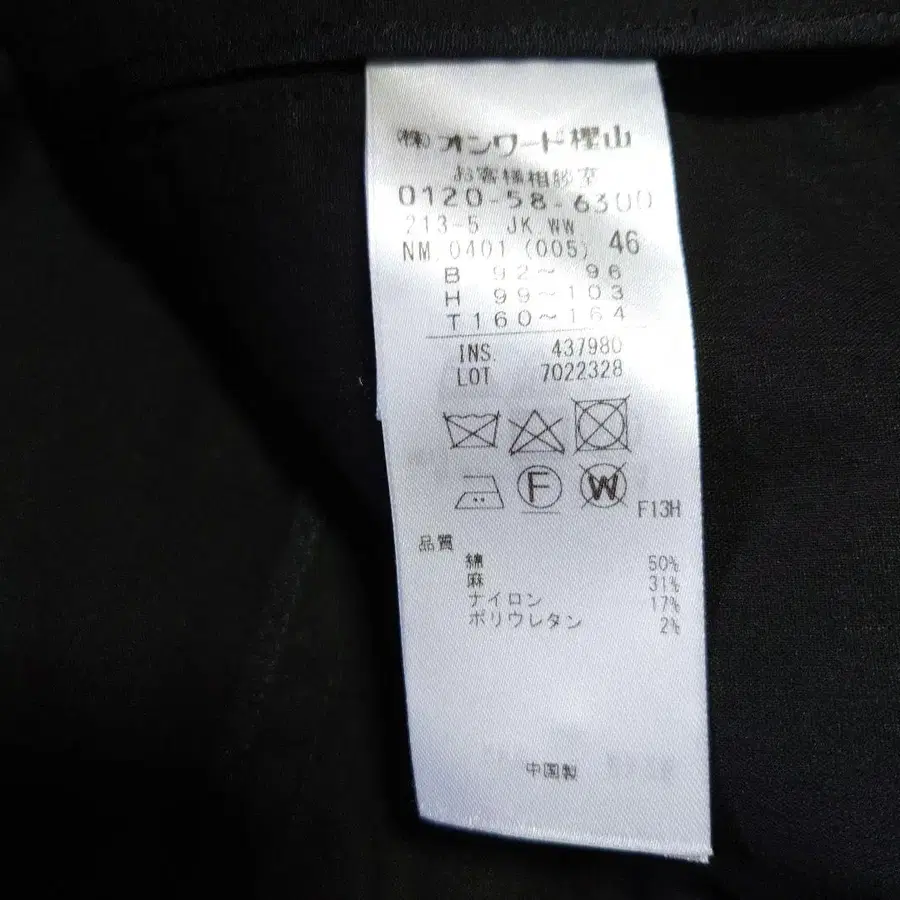 ㈱オンワード樫山
お客様相談室
0120-58-6300
213-5 JK WW
NM 0401 (005) 46
B 92～ 96
H 99～103
T160～164
INS. 437980
LOT 7022328
F W
F13H
品質
綿 50%
麻 31%
ナイロン 17%
ポリウレタン 2%
中国製